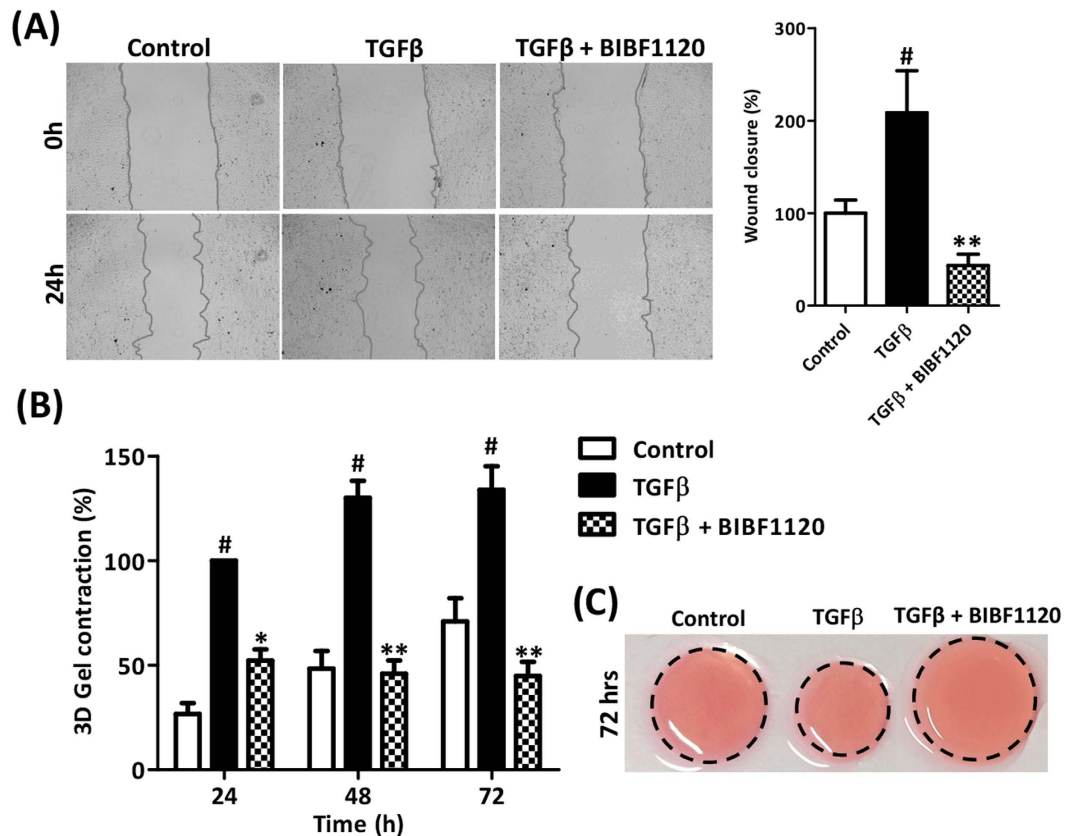 (A)
Control TGFβ TGFβ + BIBF1120
0h
24h
Wound closure (%)
300
200
100
0
#
**
Control
TGFβ
TGFβ + BIBF1120
(B)
3D Gel contraction (%)
150
100
50
0
#
*
#
**
#
**
24 48 72
Time (h)
Control
TGFβ
TGFβ + BIBF1120
(C)
Control TGFβ TGFβ + BIBF1120
72 hrs